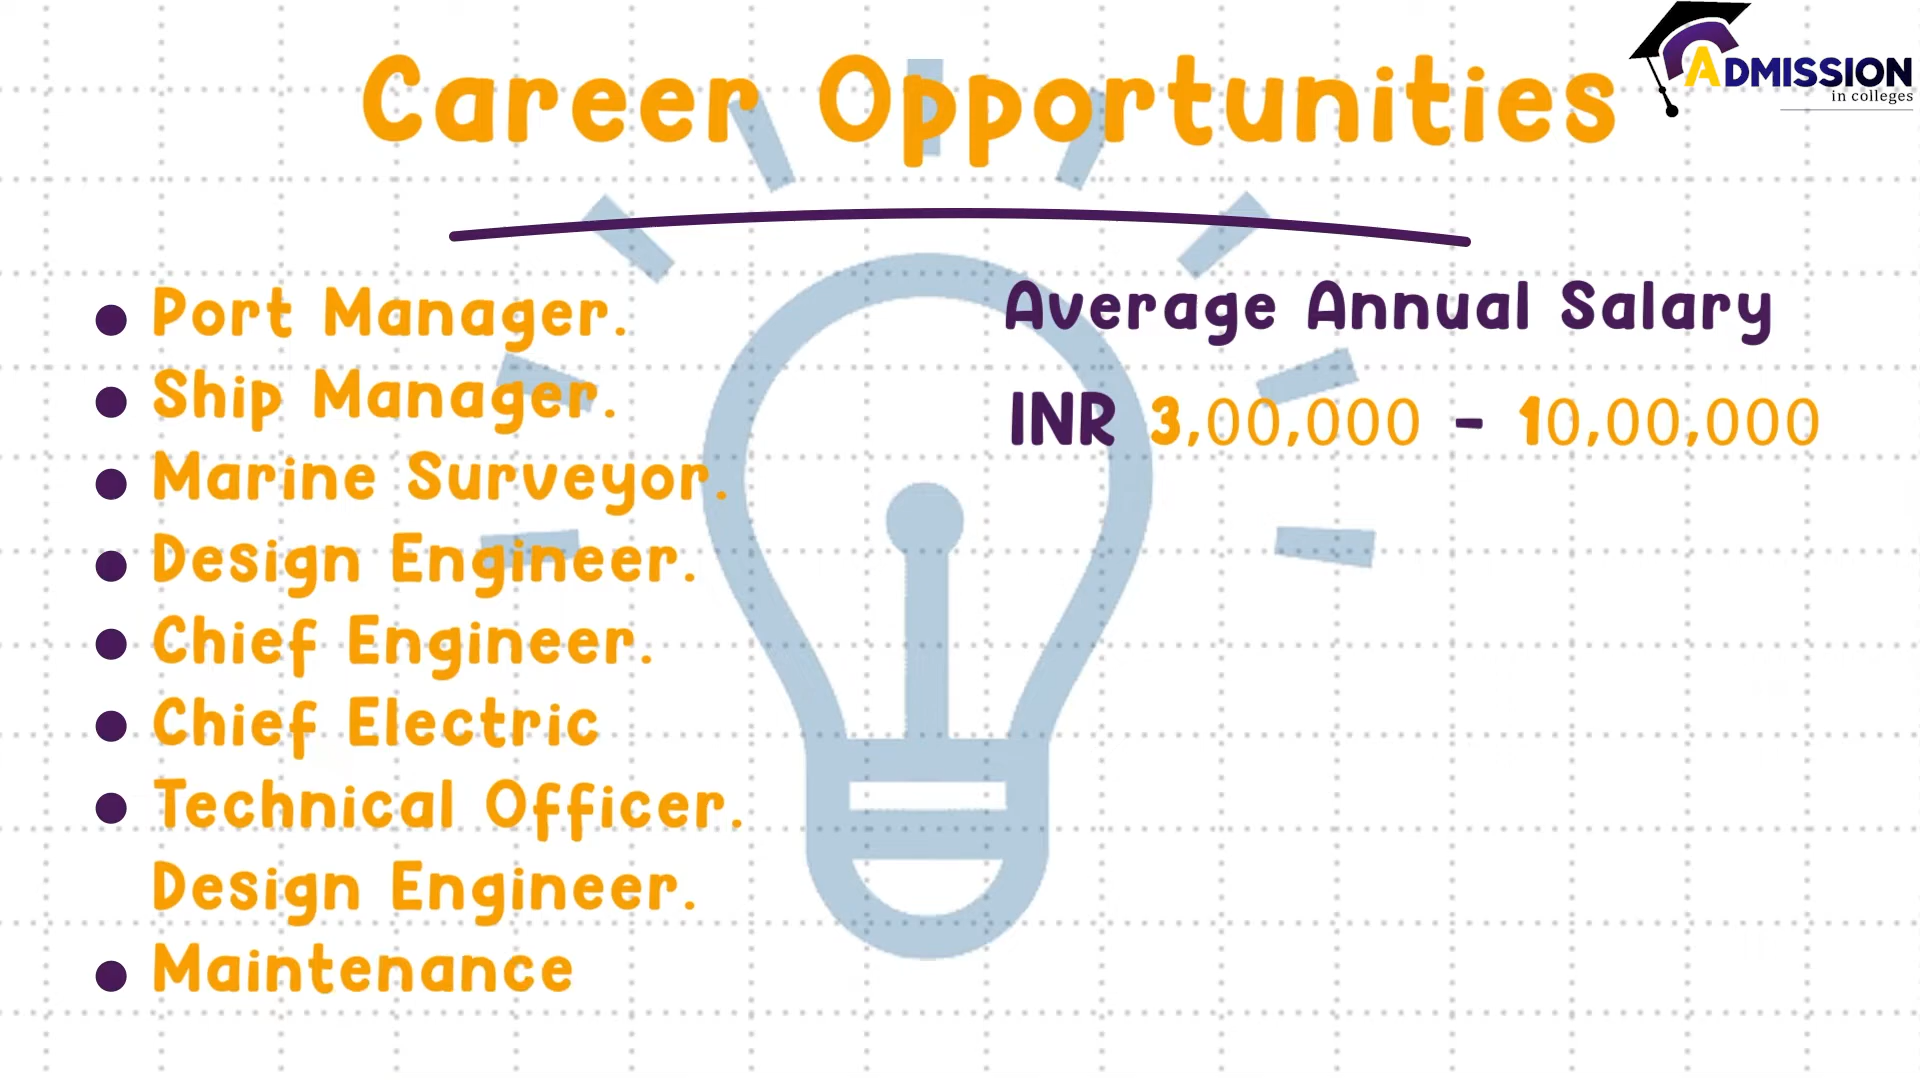 Career Opportunities
ADMISSION
in colleges
Port Manager.
Ship Manager.
Marine Surveyor.
Design Engineer.
Chief Engineer.
Chief Electric
Technical Officer.
Design Engineer.
Maintenance
Average Annual Salary
INR 3,00,000 - 10,00,000